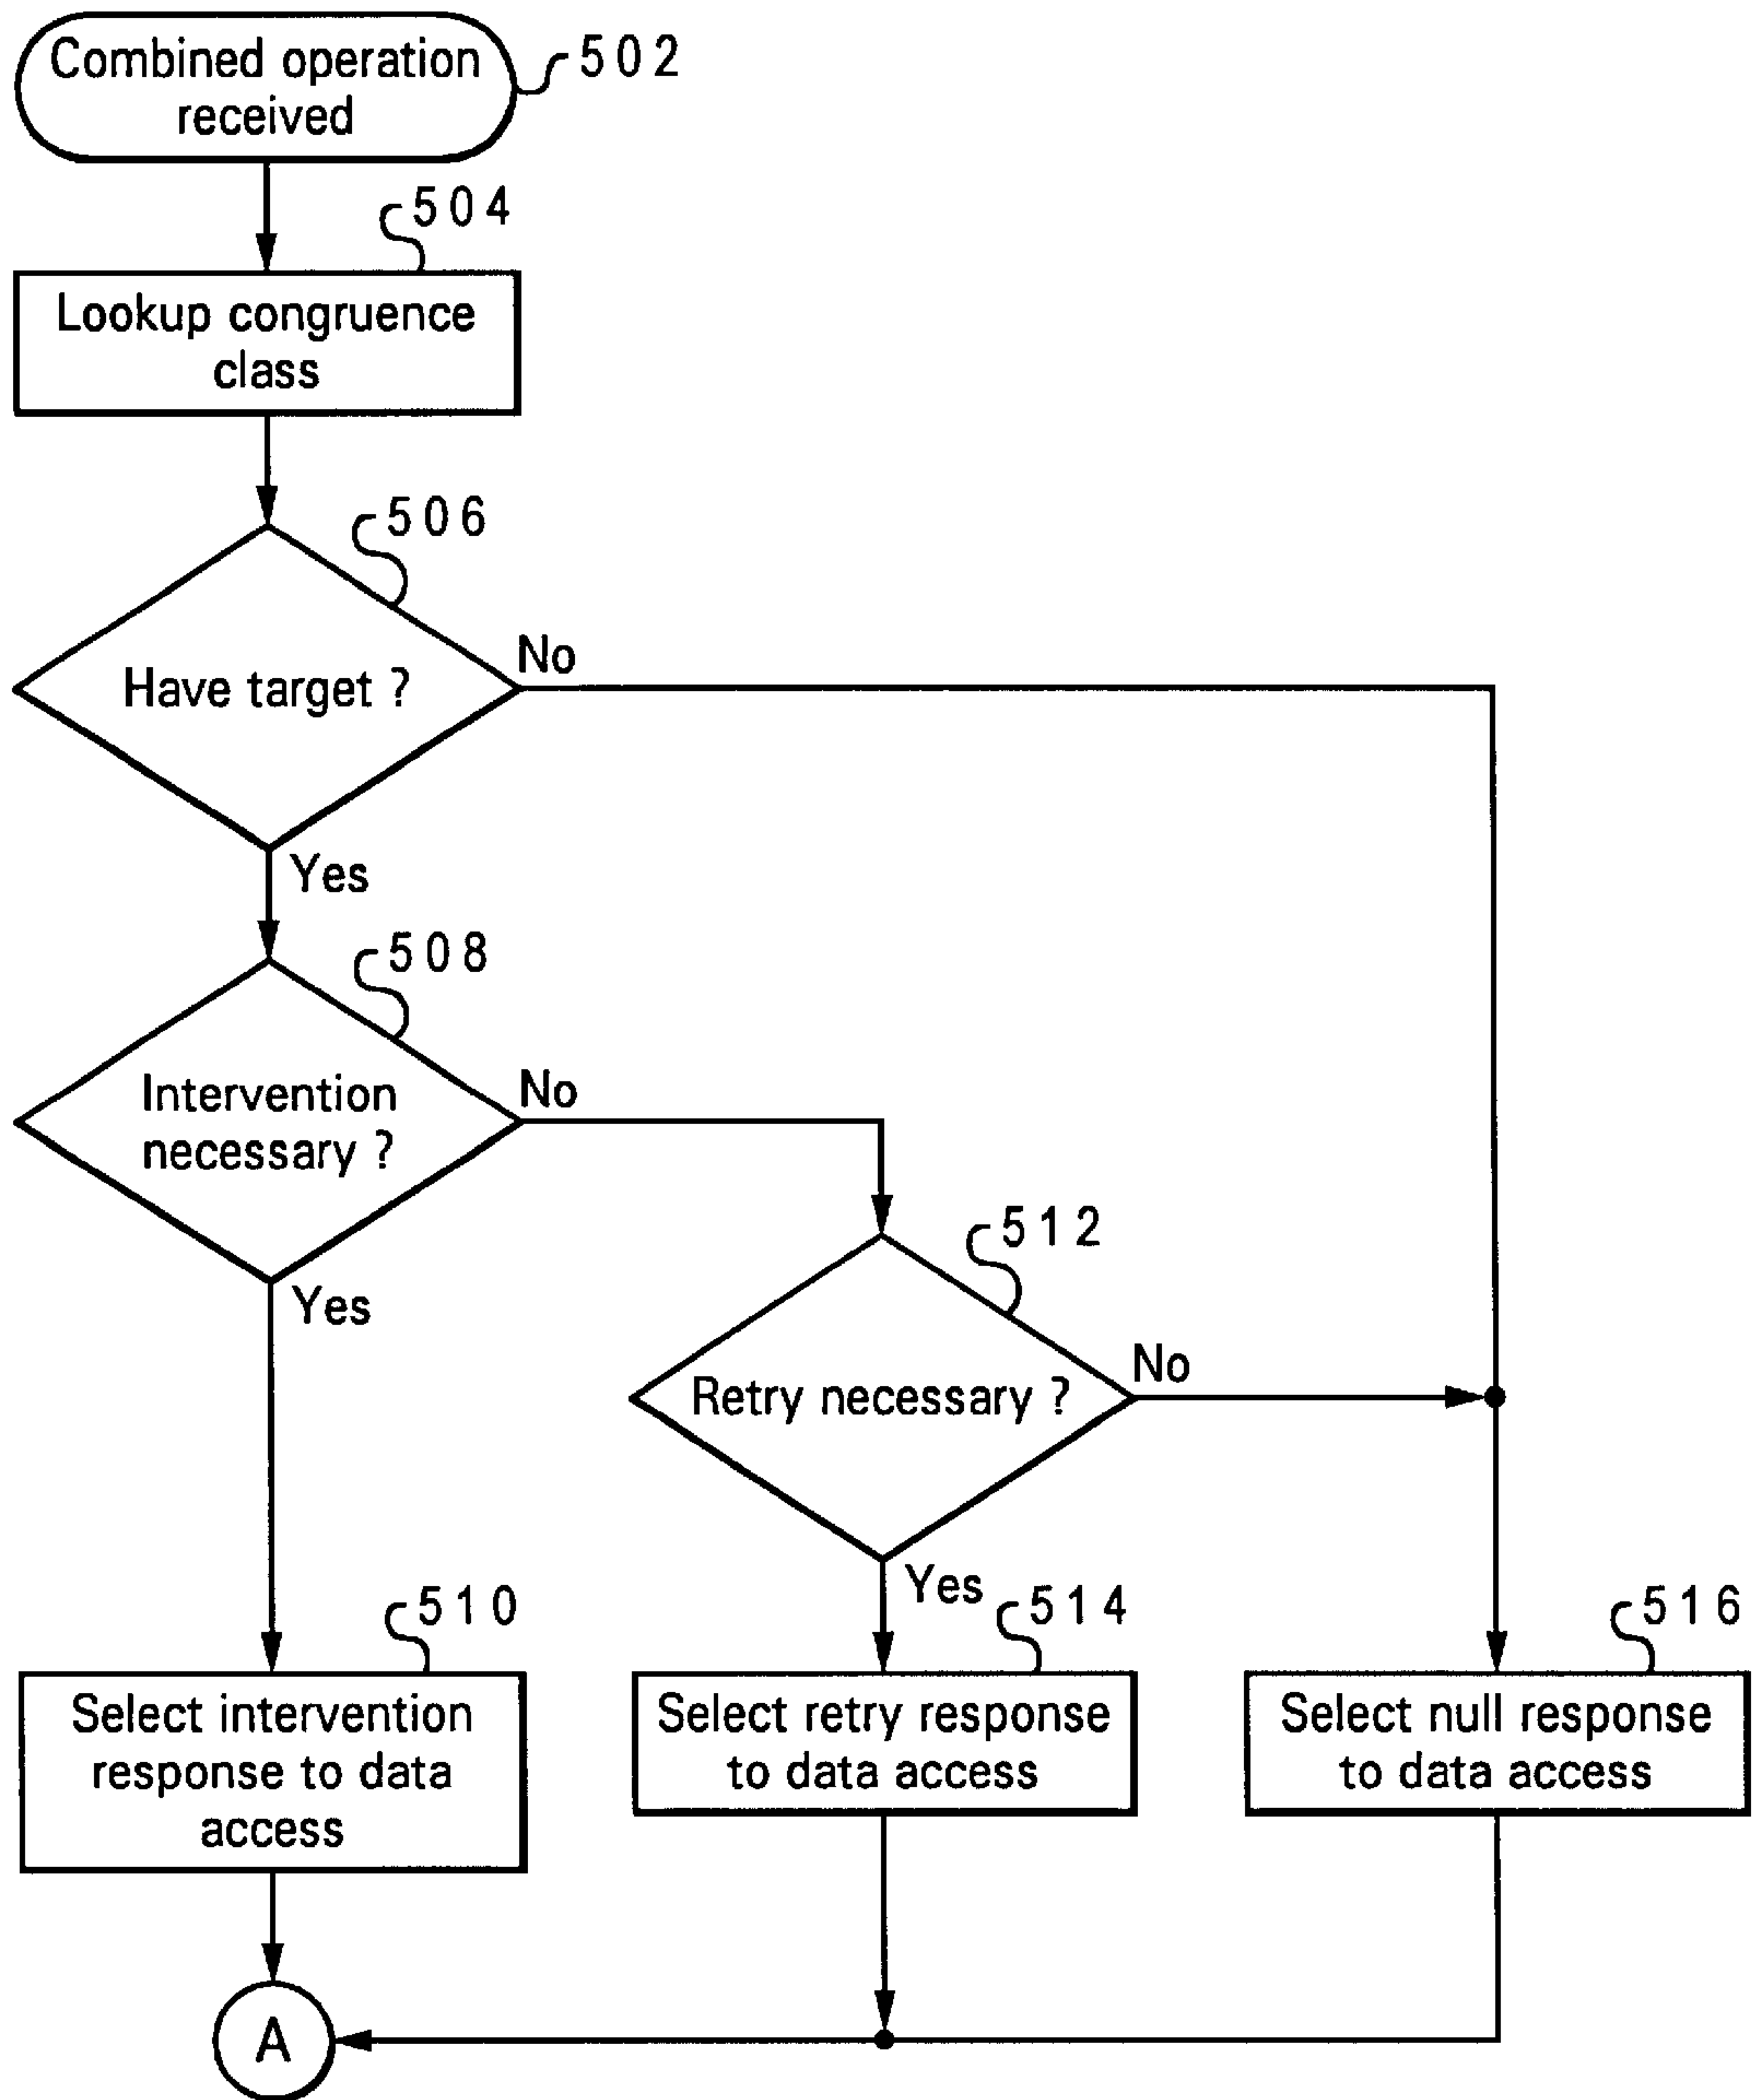 Combined operation
received
502
504
Lookup congruence
class
506
Have target ?
No
Yes
508
Intervention
necessary ?
No
Yes
512
Retry necessary ?
No
Yes
510
Select intervention
response to data
access
514
Select retry response
to data access
516
Select null response
to data access
A